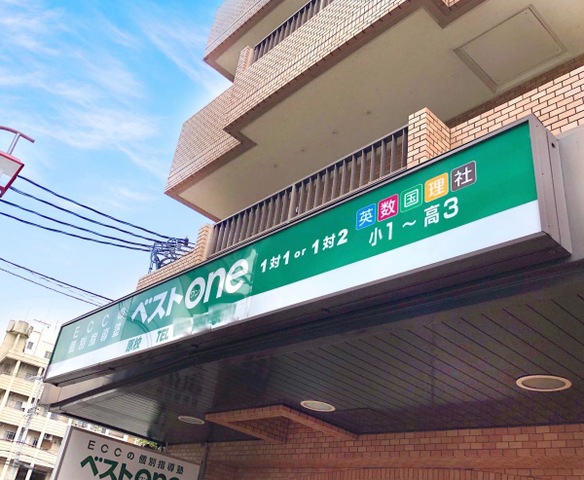 ECCの
個別指導塾
ベストone
1対1 or 1対2
英数国理社
小1～高3
TEL
ECCの個別指導塾
ベストone